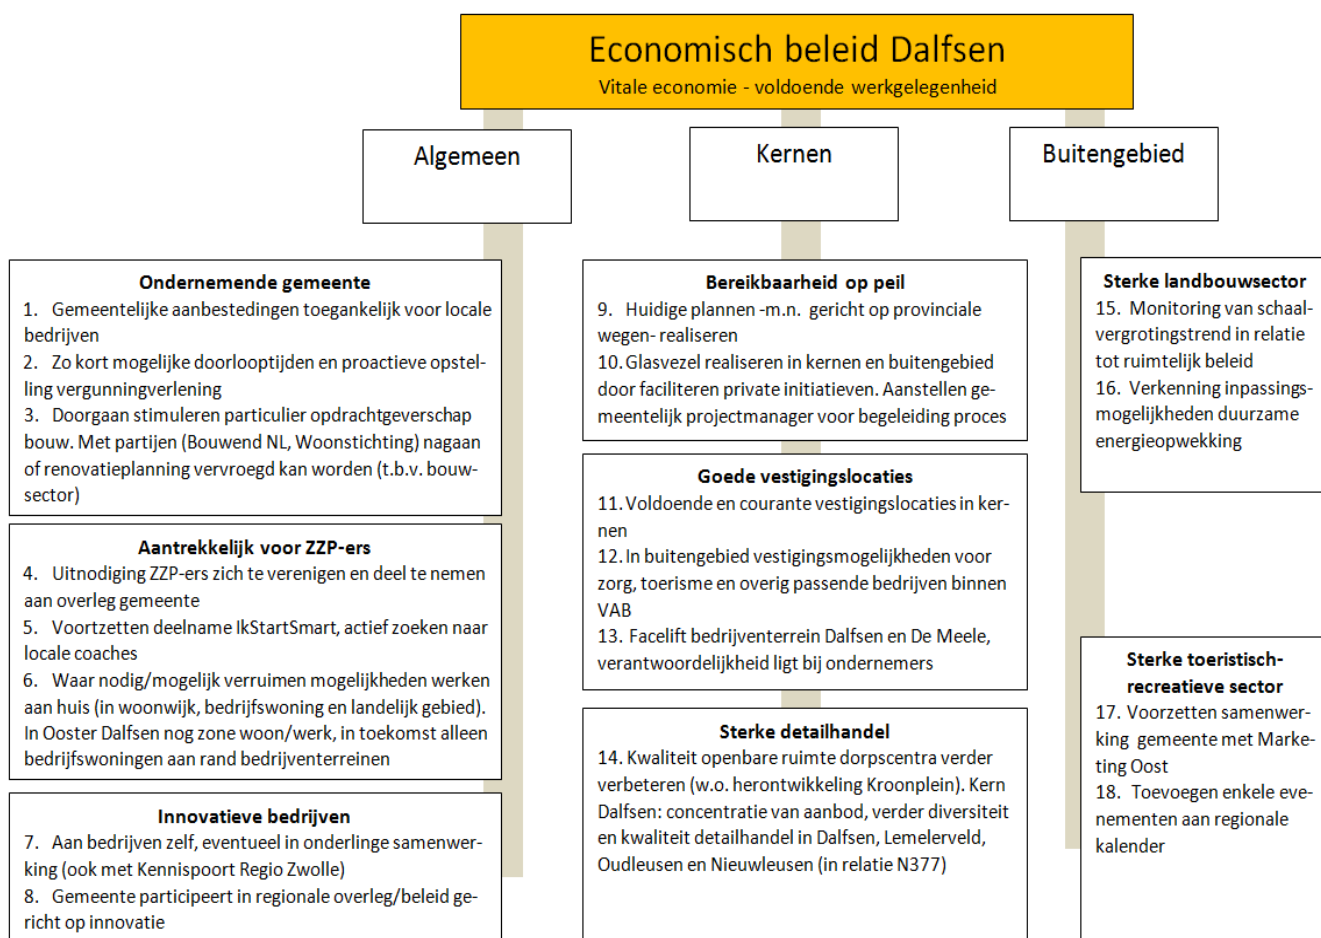 Economisch beleid Dalfsen
Vitale economie - voldoende werkgelegenheid
Algemeen
Kernen
Buitengebied
Ondernemende gemeente
1. Gemeentelijke aanbestedingen toegankelijk voor locale
bedrijven
2. Zo kort mogelijke doorlooptijden en proactieve opstel-
ling vergunningverlening
3. Doorgaan stimuleren particulier opdrachtgeverschap
bouw. Met partijen (Bouwend NL, Woonstichting) nagaan
of renovatieplanning vervroegd kan worden (t.b.v. bouw-
sector)
Aantrekkelijk voor ZZP-ers
4. Uitnodiging ZZP-ers zich te verenigen en deel te nemen
aan overleg gemeente
5. Voortzetten deelname IkStartSmart, actief zoeken naar
locale coaches
6. Waar nodig/mogelijk verruimen mogelijkheden werken
aan huis (in woonwijk, bedrijfswoning en landelijk gebied).
In Ooster Dalfsen nog zone woon/werk, in toekomst alleen
bedrijfswoningen aan rand bedrijventerreinen
Innovatieve bedrijven
7. Aan bedrijven zelf, eventueel in onderlinge samenwer-
king (ook met Kennispoort Regio Zwolle)
8. Gemeente participeert in regionale overleg/beleid ge-
richt op innovatie
Bereikbaarheid op peil
9. Huidige plannen -m.n. gericht op provinciale
wegen- realiseren
10. Glasvezel realiseren in kernen en buitengebied
door faciliteren private initiatieven. Aanstellen ge-
meentelijk projectmanager voor begeleiding proces
Goede vestigingslocaties
11. Voldoende en courante vestigingslocaties in ker-
nen
12. In buitengebied vestigingsmogelijkheden voor
zorg, toerisme en overig passende bedrijven binnen
VAB
13. Facelift bedrijventerrein Dalfsen en De Meele,
verantwoordelijkheid ligt bij ondernemers
Sterke detailhandel
14. Kwaliteit openbare ruimte dorpscentra verder
verbeteren (w.o. herontwikkeling Kroonplein). Kern
Dalfsen: concentratie van aanbod, verder diversiteit
en kwaliteit detailhandel in Dalfsen, Lemelerveld,
Oudleusen en Nieuwleusen (in relatie N377)
Sterke landbouwsector
15. Monitoring van schaal-
vergrotingstrend in relatie
tot ruimtelijk beleid
16. Verkenning inpassings-
mogelijkheden duurzame
energieopwekking
Sterke toeristisch-
recreatieve sector
17. Voorzetten samenwer-
king gemeente met Marke-
ting Oost
18. Toevoegen enkele eve-
nementen aan regionale
kalender